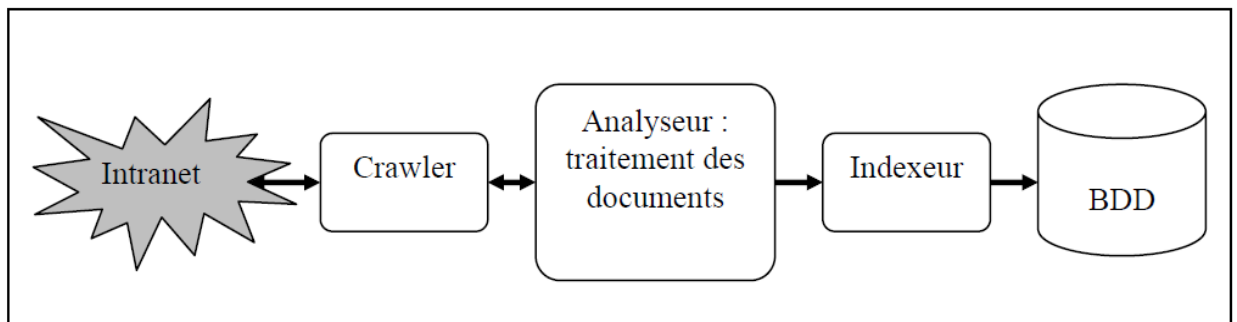 Intranet
Crawler
Analyseur :
traitement des
documents
Indexeur
BDD